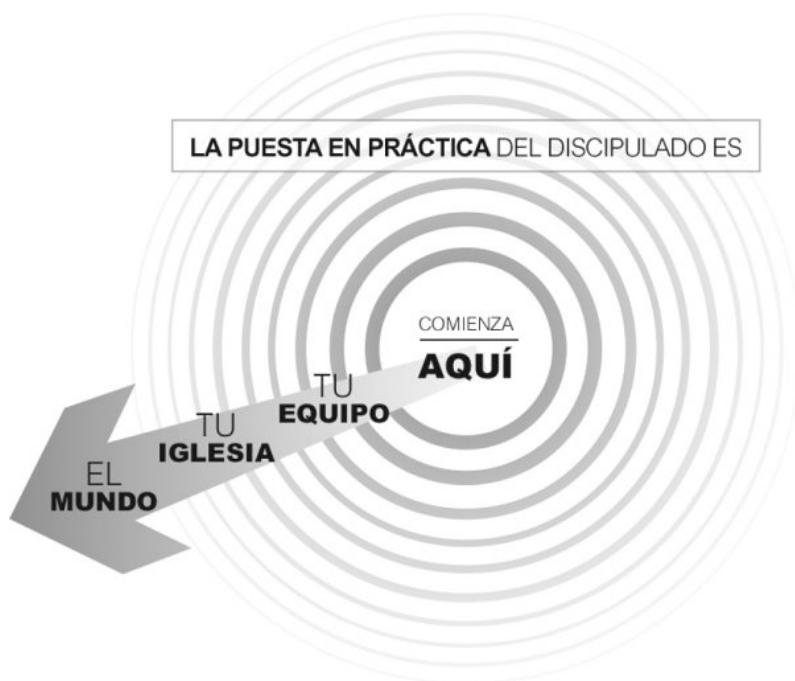 LA PUESTA EN PRÁCTICA DEL DISCIPULADO ES
COMIENZA
AQUÍ
TU
EQUIPO
TU
IGLESIA
EL
MUNDO